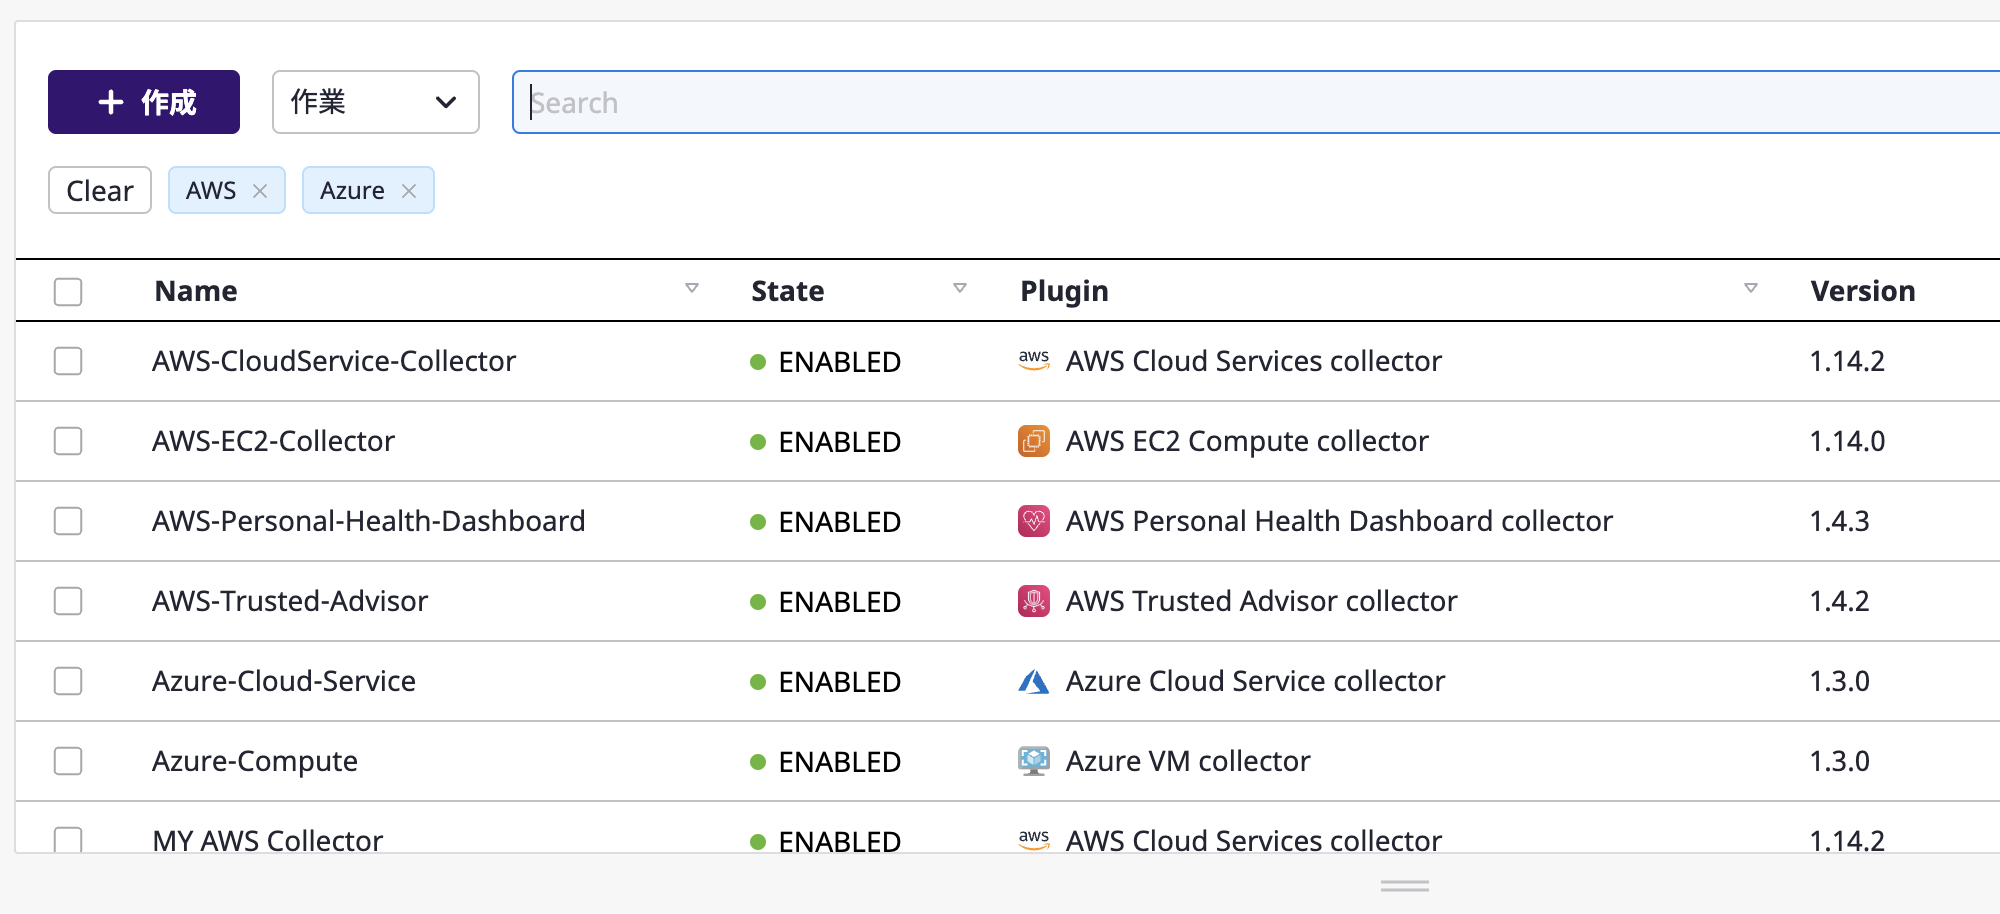 作成 作業 Search
Clear AWS Azure
Name State Plugin Version
AWS-CloudService-Collector ENABLED aws AWS Cloud Services collector 1.14.2
AWS-EC2-Collector ENABLED AWS EC2 Compute collector 1.14.0
AWS-Personal-Health-Dashboard ENABLED AWS Personal Health Dashboard collector 1.4.3
AWS-Trusted-Advisor ENABLED AWS Trusted Advisor collector 1.4.2
Azure-Cloud-Service ENABLED Azure Cloud Service collector 1.3.0
Azure-Compute ENABLED Azure VM collector 1.3.0
MY AWS Collector ENABLED aws AWS Cloud Services collector 1.14.2